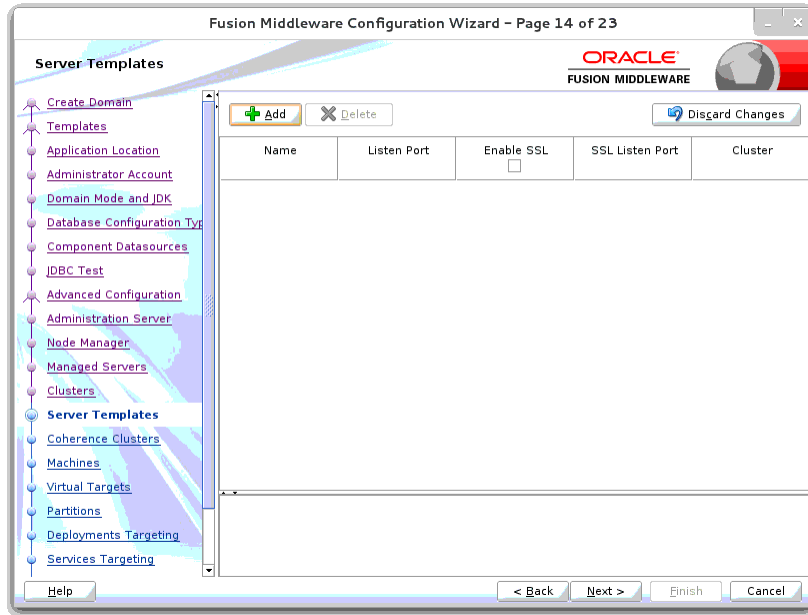 Fusion Middleware Configuration Wizard – Page 14 of 23
Server Templates
ORACLE
FUSION MIDDLEWARE
Create Domain
Templates
Application Location
Administrator Account
Domain Mode and JDK
Database Configuration Typ
Component Datasources
JDBC Test
Advanced Configuration
Administration Server
Node Manager
Managed Servers
Clusters
Server Templates
Coherence Clusters
Machines
Virtual Targets
Partitions
Deployments Targeting
Services Targeting
Add Delete Discard Changes
Name Listen Port Enable SSL SSL Listen Port Cluster
Help < Back Next > Finish Cancel